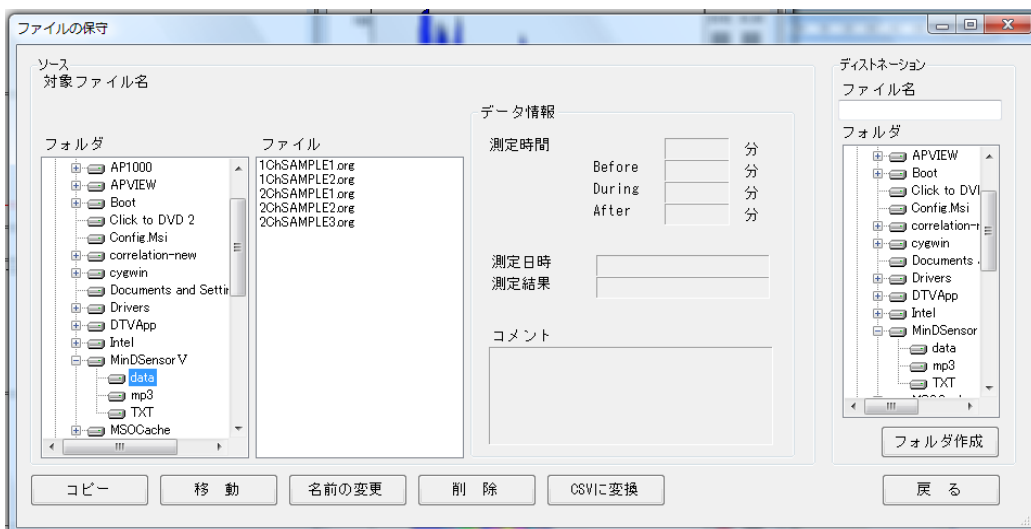 ファイルの保守
ソース
対象ファイル名
フォルダ
AP1000
APVIEW
Boot
Click to DVD 2
Config.Msi
correlation-new
cygwin
Documents and Settin
Drivers
DTVApp
Intel
MinDSensor V
data
mp3
TXT
MSOCache
ファイル
1ChSAMPLE1.org
1ChSAMPLE2.org
2ChSAMPLE1.org
2ChSAMPLE2.org
2ChSAMPLE3.org
データ情報
測定時間 分
Before 分
During 分
After 分
測定日時
測定結果
コメント
ディストネーション
ファイル名
フォルダ
APVIEW
Boot
Click to DVI
Config.Msi
correlation-r
cygwin
Documents
Drivers
DTVApp
Intel
MinDSensor
data
mp3
TXT
フォルダ作成
コピー 移 動 名前の変更 削 除 CSVに変換 戻 る